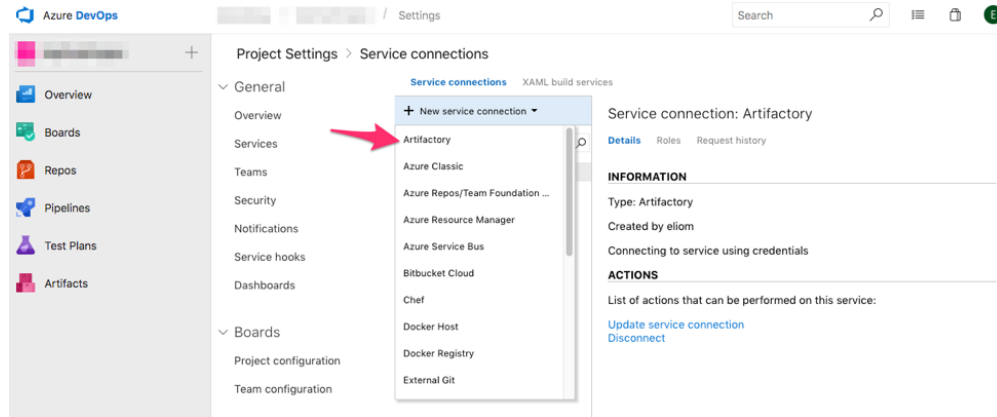 Azure DevOps
/ Settings
Search
E
Project Settings > Service connections
Overview
Boards
Repos
Pipelines
Test Plans
Artifacts
General
Overview
Services
Teams
Security
Notifications
Service hooks
Dashboards
Boards
Project configuration
Team configuration
Service connections XAML build services
+ New service connection
Artifactory
Azure Classic
Azure Repos/Team Foundation ...
Azure Resource Manager
Azure Service Bus
Bitbucket Cloud
Chef
Docker Host
Docker Registry
External Git
Service connection: Artifactory
Details Roles Request history
INFORMATION
Type: Artifactory
Created by eliom
Connecting to service using credentials
ACTIONS
List of actions that can be performed on this service:
Update service connection
Disconnect